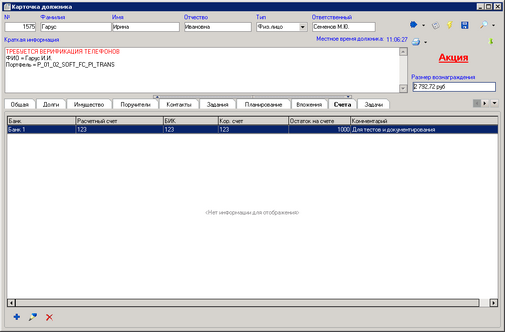 Карточка должника
№ Фамилия Имя Отчество Тип Ответственный
1575 Гарус Ирина Ивановна Физ.лицо Семенов М.Ю.
Краткая информация Местное время должника: 11:06:27
ТРЕБУЕТСЯ ВЕРИФИКАЦИЯ ТЕЛЕФОНОВ
ФИО = Гарус И.И.
Портфель = P_01_02_SOFT_FC_PI_TRANS
Акция
Размер вознаграждения
2 792.72 руб
Общая Долги Имущество Поручители Контакты Задания Планирование Вложения Счета Задачи
Банк Расчетный счет БИК Кор. счет Остаток на счете Комментарий
Банк 1 123 123 123 1000 Для тестов и документирования
<Нет информации для отображения>